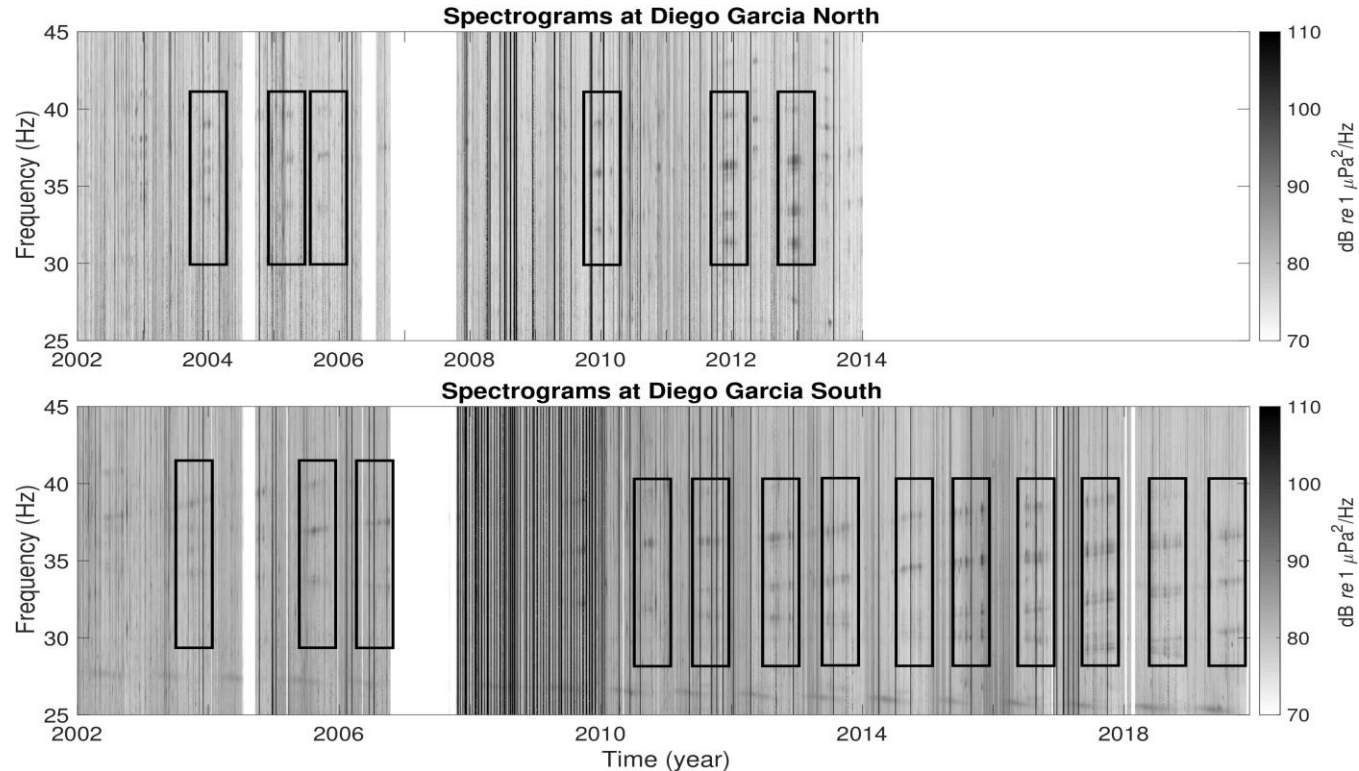 Spectrograms at Diego Garcia North
45
40
35
30
25
Frequency (Hz)
2002 2004 2006 2008 2010 2012 2014
110
100
90
80
70
dB re 1 μPa²/Hz
Spectrograms at Diego Garcia South
45
40
35
30
25
Frequency (Hz)
2002 2006 2010 2014 2018
Time (year)
110
100
90
80
70
dB re 1 μPa²/Hz